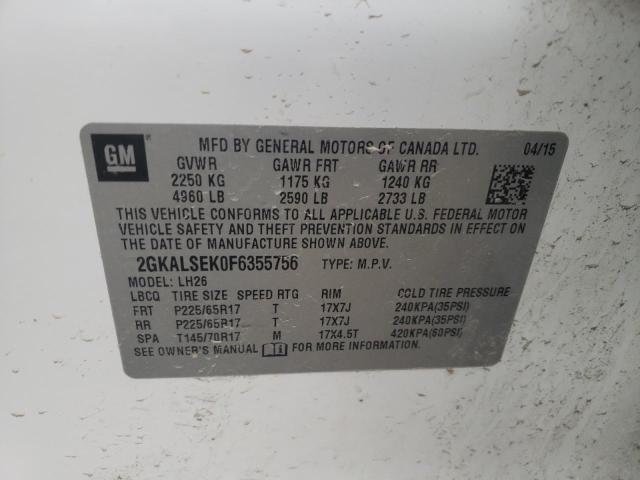 GM MFD BY GENERAL MOTORS OF CANADA LTD. 04/15
GVWR GAWR FRT GAWR RR
2250 KG 1175 KG 1240 KG
4960 LB 2590 LB 2733 LB
THIS VEHICLE CONFORMS TO ALL APPLICABLE U.S. FEDERAL MOTOR
VEHICLE SAFETY AND THEFT PREVENTION STANDARDS IN EFFECT ON
THE DATE OF MANUFACTURE SHOWN ABOVE.
2GKALSEK0F6355756 TYPE: M.P.V.
MODEL: LH26
LBCQ TIRE SIZE SPEED RTG RIM COLD TIRE PRESSURE
FRT P225/65R17 T 17X7J 240KPA(35PSI)
RR P225/65R17 T 17X7J 240KPA(35PSI)
SPA T145/70R17 M 17X4.5T 420KPA(60PSI)
SEE OWNER'S MANUAL FOR MORE INFORMATION.